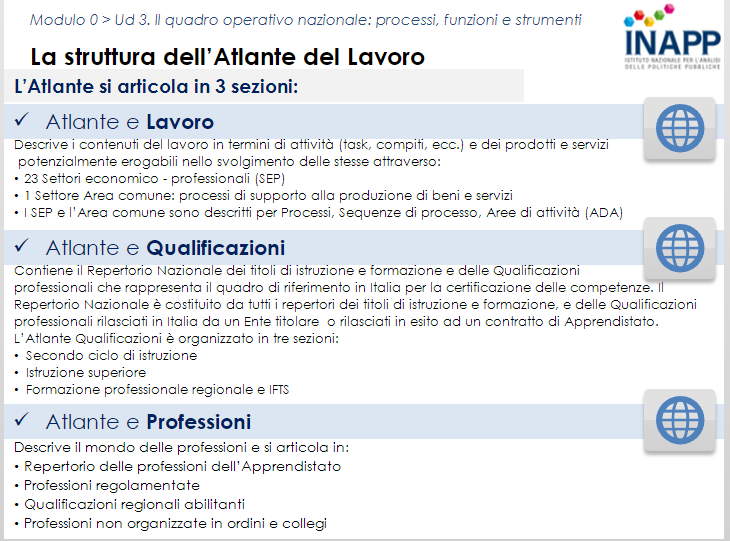 Modulo 0 > Ud 3. Il quadro operativo nazionale: processi, funzioni e strumenti
INAPP
ISTITUTO NAZIONALE PER L'ANALISI
DELLE POLITICHE PUBBLICHE
La struttura dell'Atlante del Lavoro
L'Atlante si articola in 3 sezioni:
✓ Atlante e Lavoro
Descrive i contenuti del lavoro in termini di attività (task, compiti, ecc.) e dei prodotti e servizi
potenzialmente erogabili nello svolgimento delle stesse attraverso:
• 23 Settori economico - professionali (SEP)
• 1 Settore Area comune: processi di supporto alla produzione di beni e servizi
• I SEP e l'Area comune sono descritti per Processi, Sequenze di processo, Aree di attività (ADA)
✓ Atlante e Qualificazioni
Contiene il Repertorio Nazionale dei titoli di istruzione e formazione e delle Qualificazioni
professionali che rappresenta il quadro di riferimento in Italia per la certificazione delle competenze. Il
Repertorio Nazionale è costituito da tutti i repertori dei titoli di istruzione e formazione, e delle Qualificazioni
professionali rilasciati in Italia da un Ente titolare o rilasciati in esito ad un contratto di Apprendistato.
L'Atlante Qualificazioni è organizzato in tre sezioni:
• Secondo ciclo di istruzione
• Istruzione superiore
• Formazione professionale regionale e IFTS
✓ Atlante e Professioni
Descrive il mondo delle professioni e si articola in:
• Repertorio delle professioni dell'Apprendistato
• Professioni regolamentate
• Qualificazioni regionali abilitanti
• Professioni non organizzate in ordini e collegi